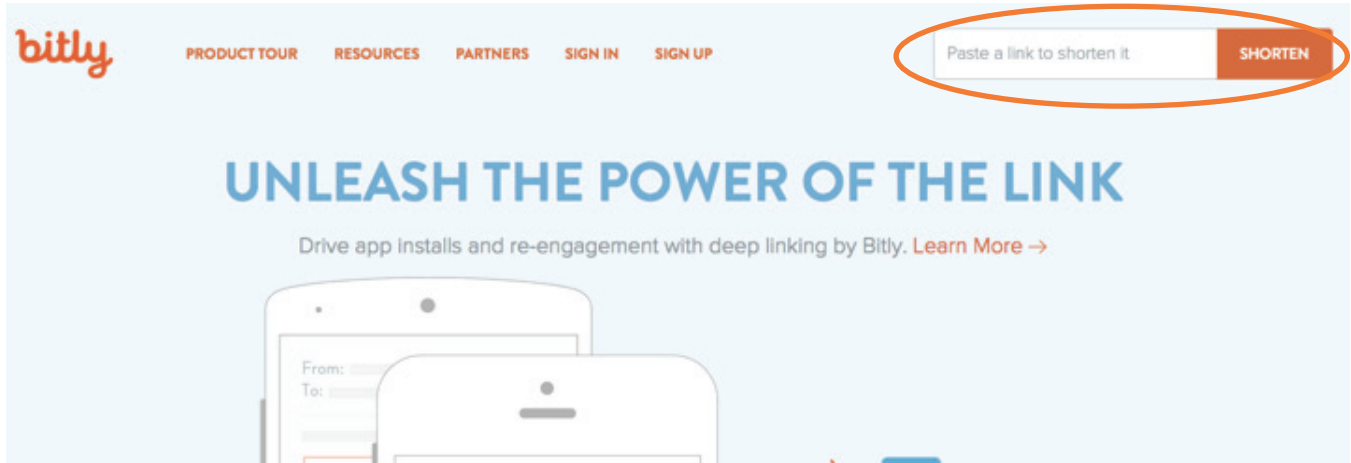 bitly
PRODUCT TOUR RESOURCES PARTNERS SIGN IN SIGN UP
Paste a link to shorten it SHORTEN
UNLEASH THE POWER OF THE LINK
Drive app installs and re-engagement with deep linking by Bitly. Learn More →
From:
To: